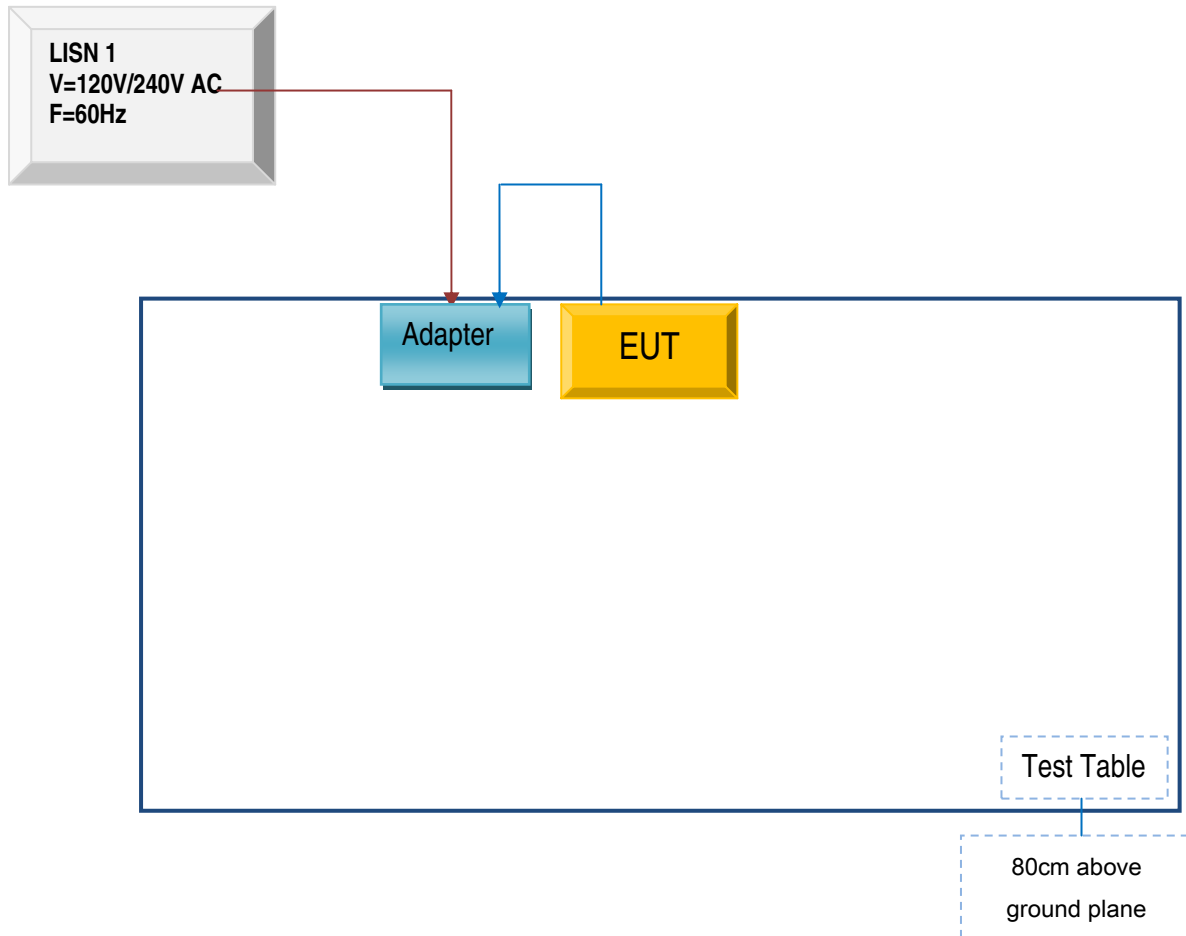 LISN 1
V=120V/240V AC
F=60Hz
Adapter
EUT
Test Table
80cm above
ground plane